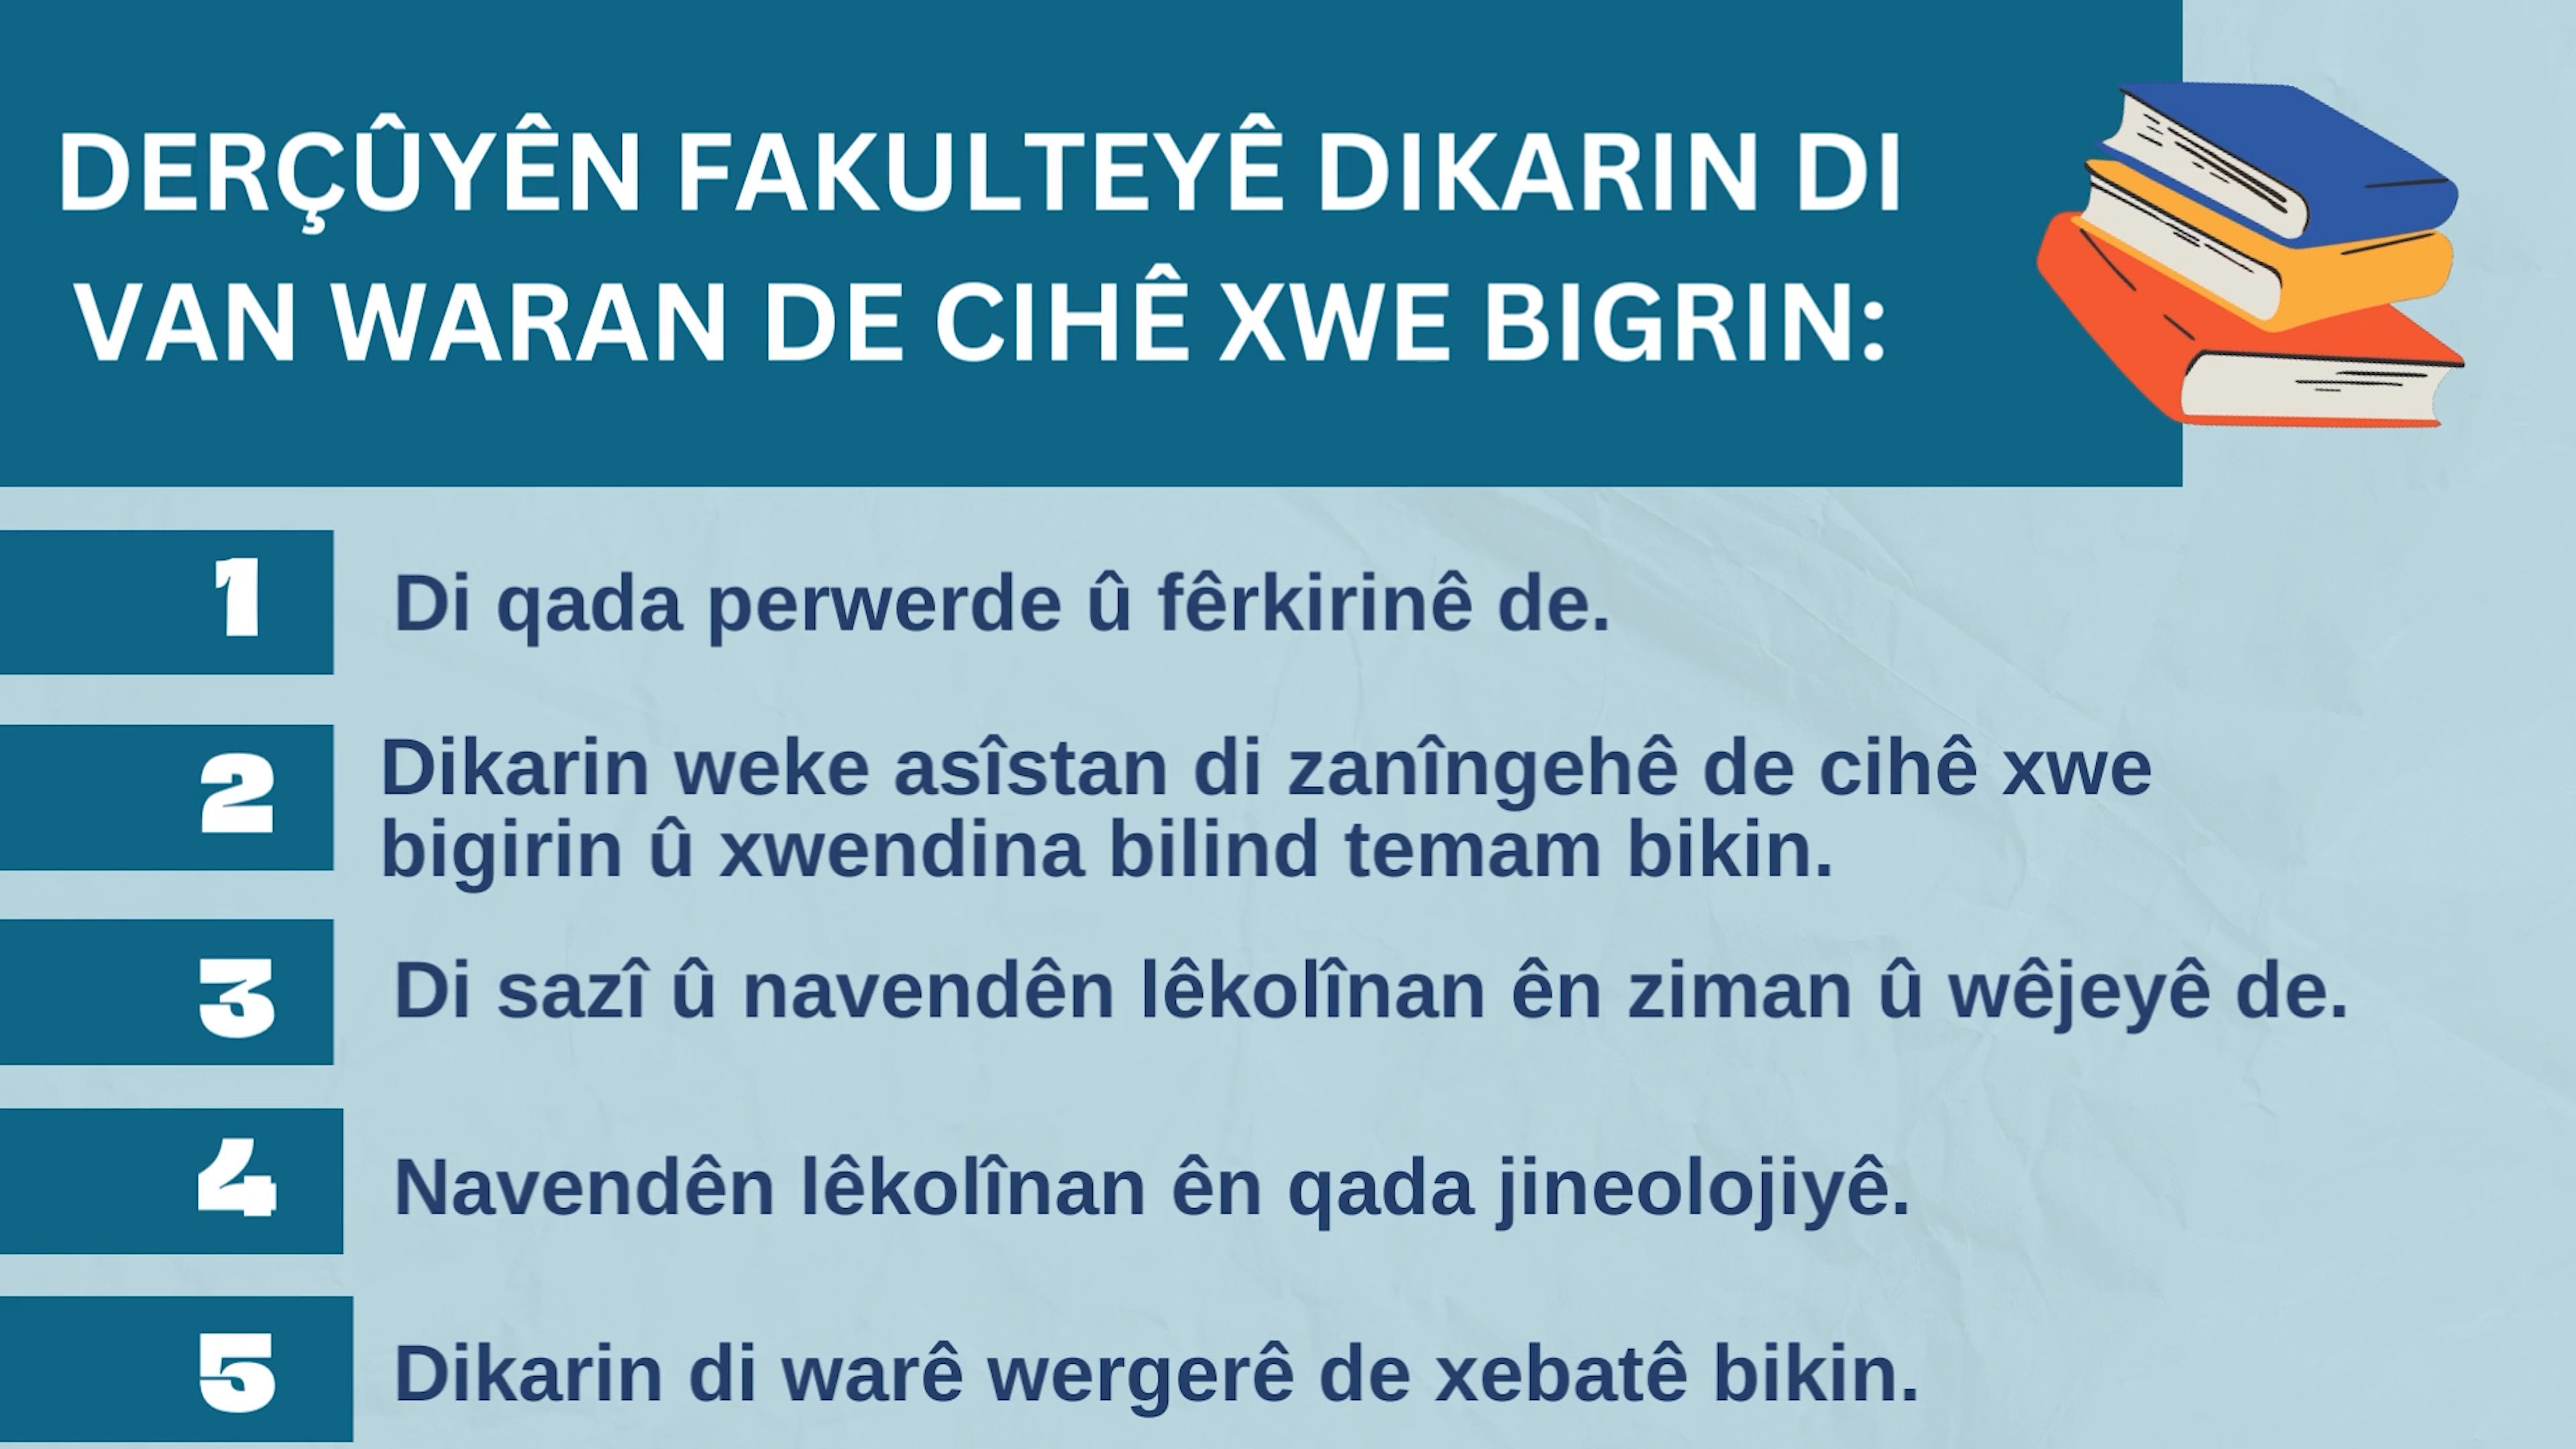 DERÇÛYÊN FAKULTEYÊ DIKARIN DI
VAN WARAN DE CIHÊ XWE BIGRIN:
1
Di qada perwerde û fêrkirinê de.
2
Dikarin weke asîstan di zanîngehê de cihê xwe
bigirin û xwendina bilind temam bikin.
3
Di sazî û navendên lêkolînan ên ziman û wêjeyê de.
4
Navendên lêkolînan ên qada jineolojiyê.
5
Dikarin di warê wergerê de xebatê bikin.